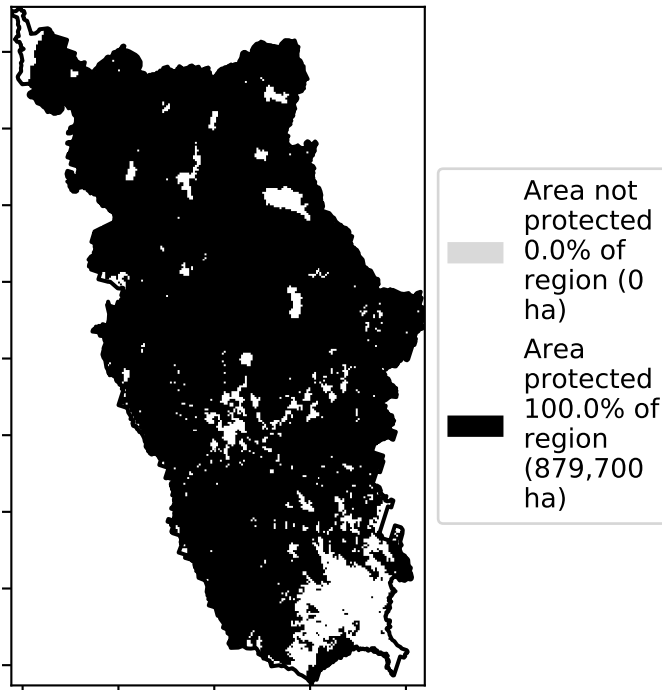 Area not
protected
0.0% of
region (0
ha)
Area
protected
100.0% of
region
(879,700
ha)